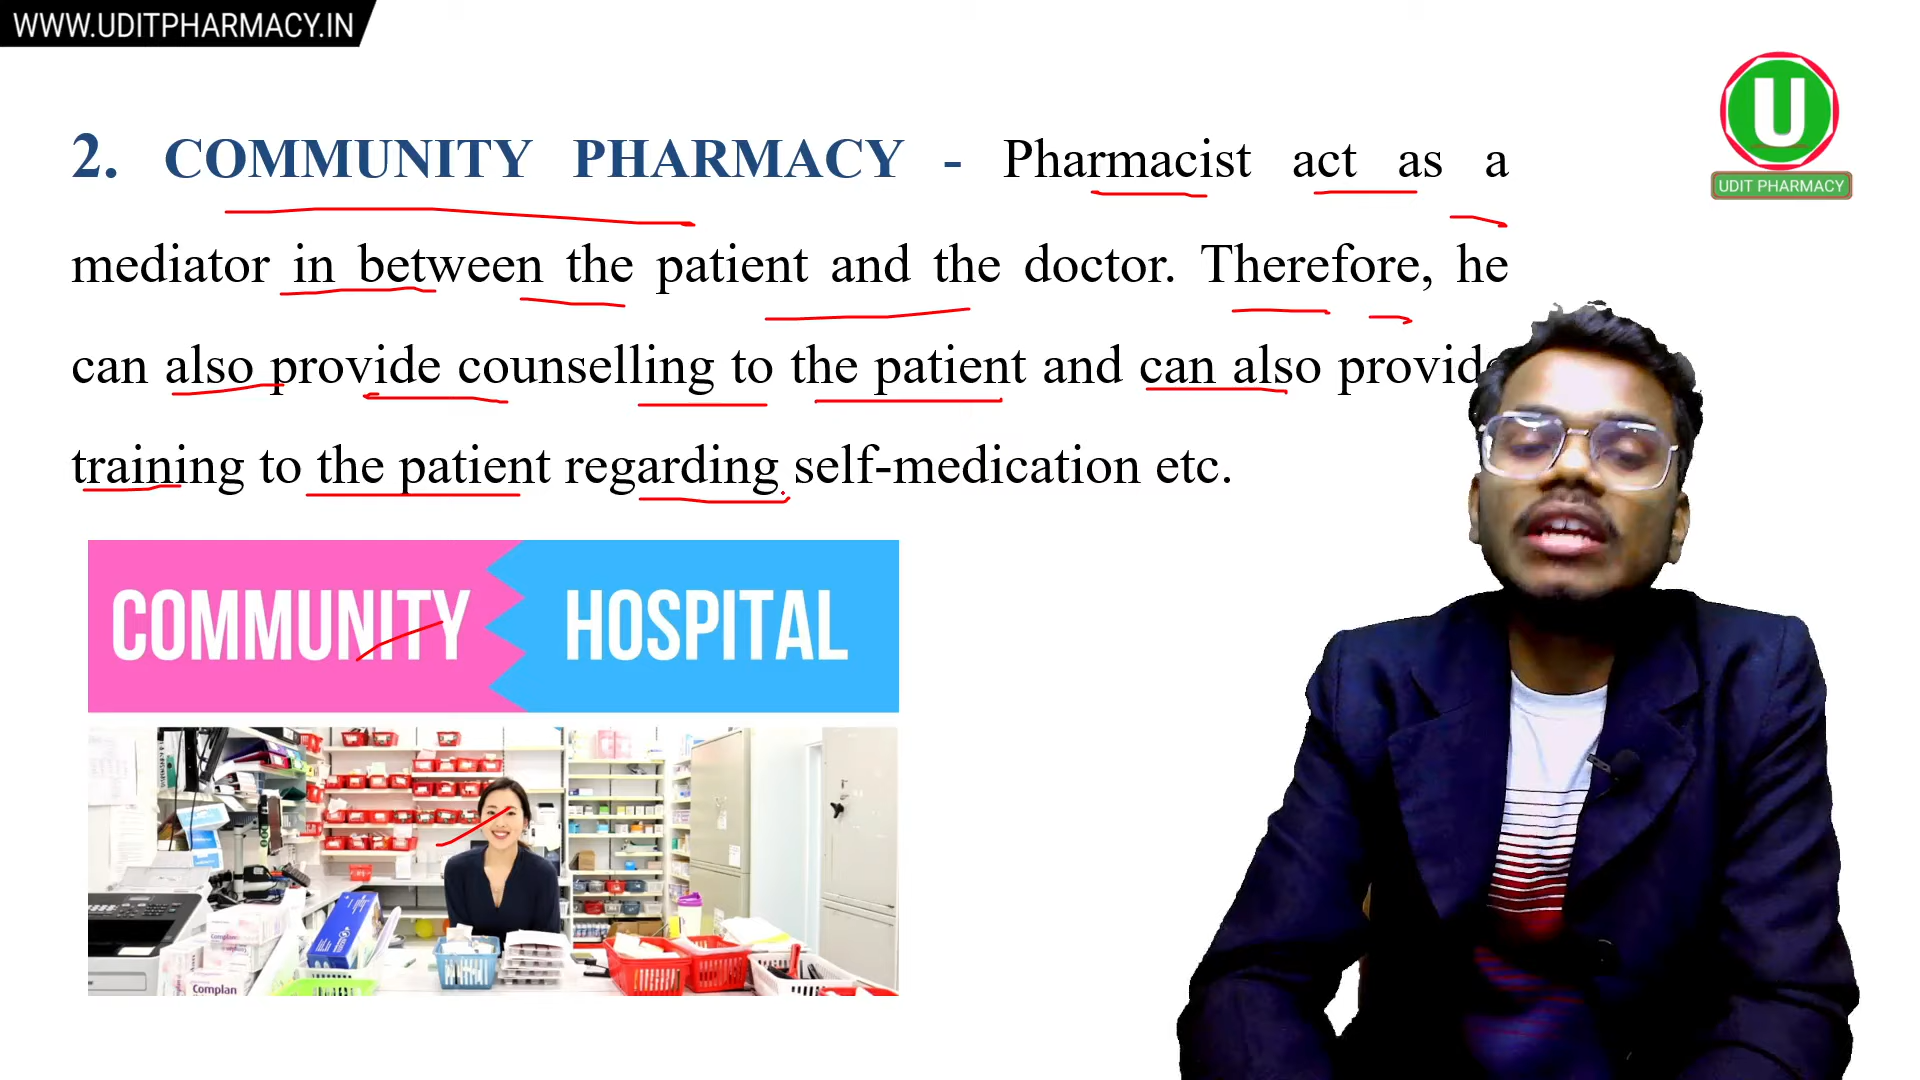 WWW.UDITPHARMACY.IN
U
UDIT PHARMACY
2. COMMUNITY PHARMACY - Pharmacist act as a
mediator in between the patient and the doctor. Therefore, he
can also provide counselling to the patient and can also provide
training to the patient regarding self-medication etc.
COMMUNITY HOSPITAL
Complan